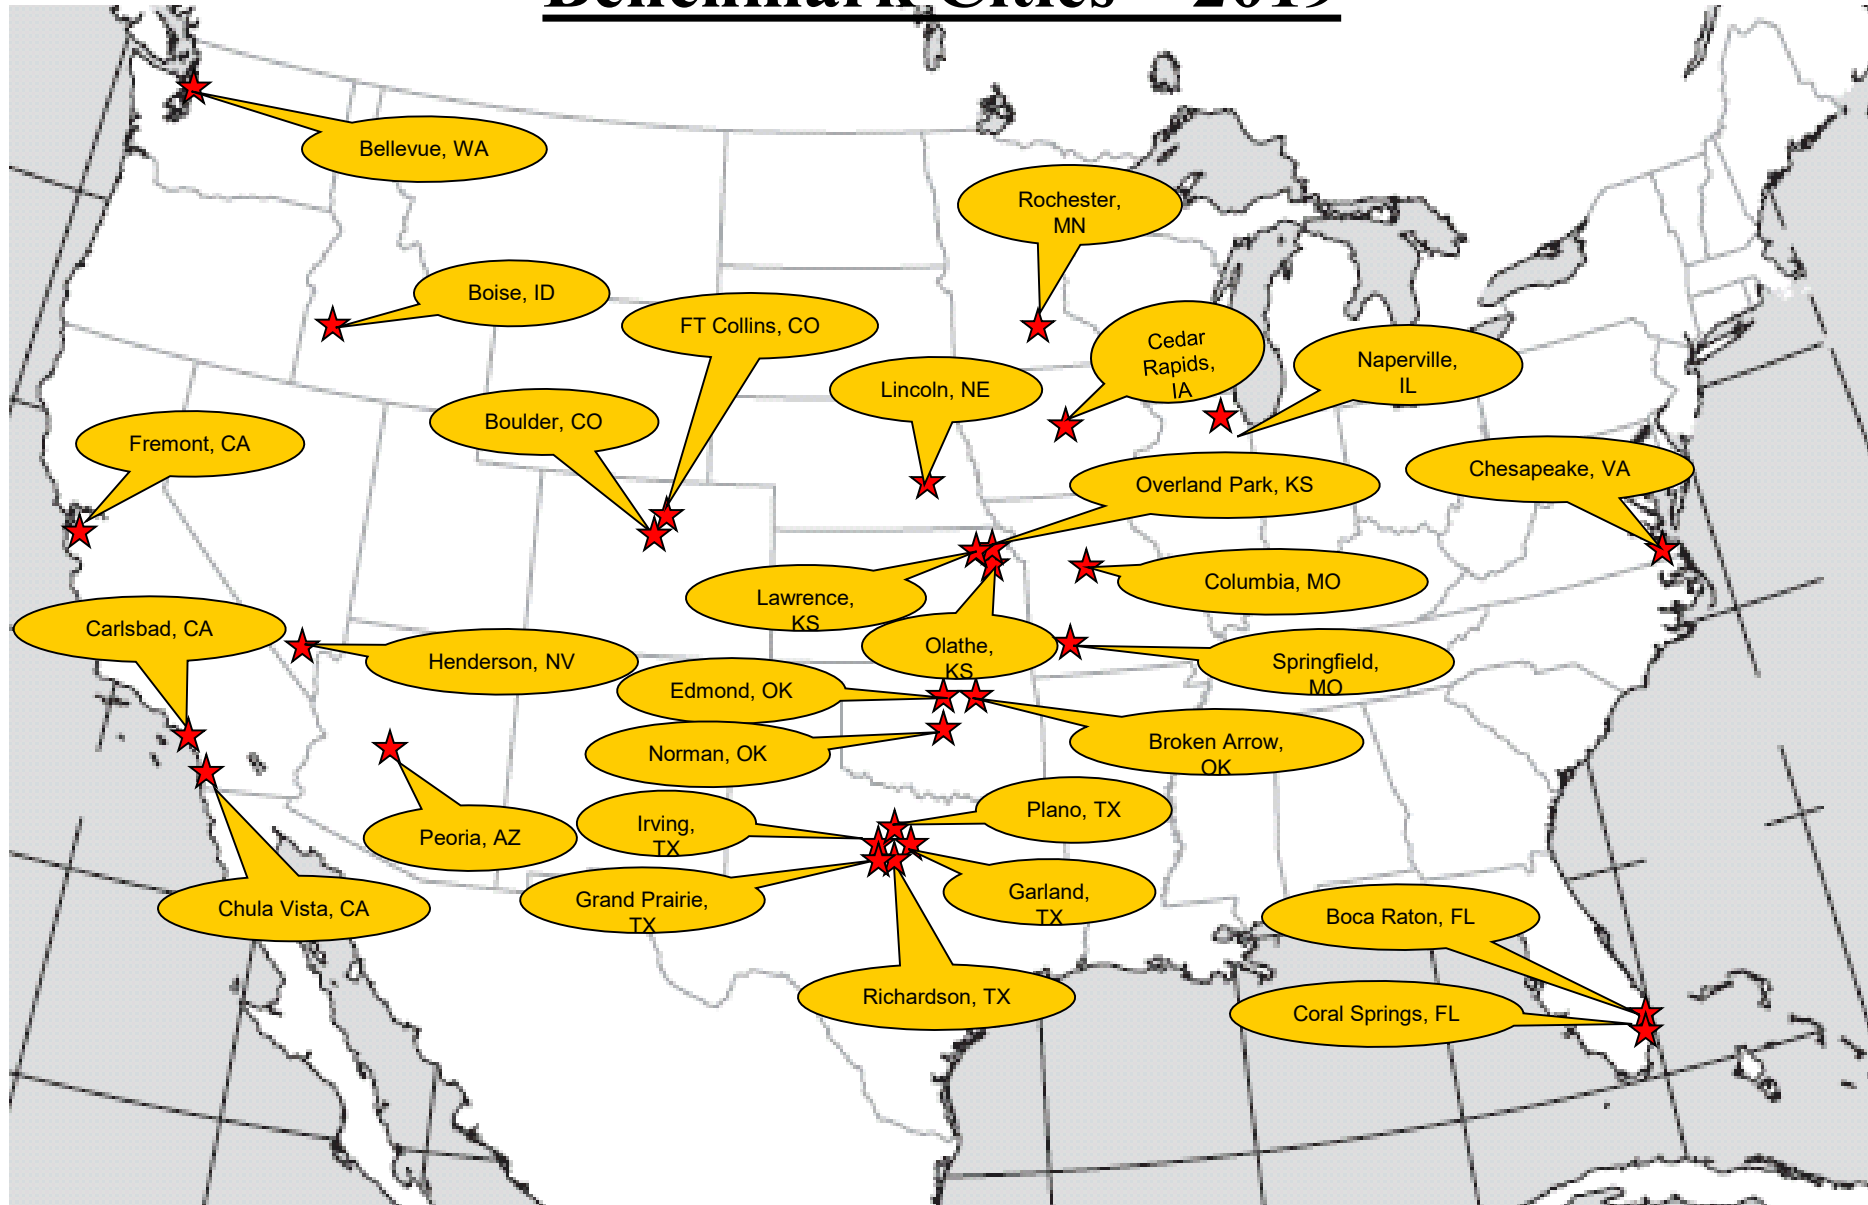 Benchmark Cities – 2019
Bellevue, WA
Rochester,
MN
Boise, ID
FT Collins, CO
Cedar
Rapids,
IA
Naperville,
IL
Lincoln, NE
Boulder, CO
Fremont, CA
Overland Park, KS
Chesapeake, VA
Lawrence,
KS
Columbia, MO
Carlsbad, CA
Henderson, NV
Olathe,
KS
Springfield,
MO
Edmond, OK
Norman, OK
Broken Arrow,
OK
Peoria, AZ
Irving,
TX
Plano, TX
Grand Prairie,
TX
Garland,
TX
Chula Vista, CA
Boca Raton, FL
Richardson, TX
Coral Springs, FL